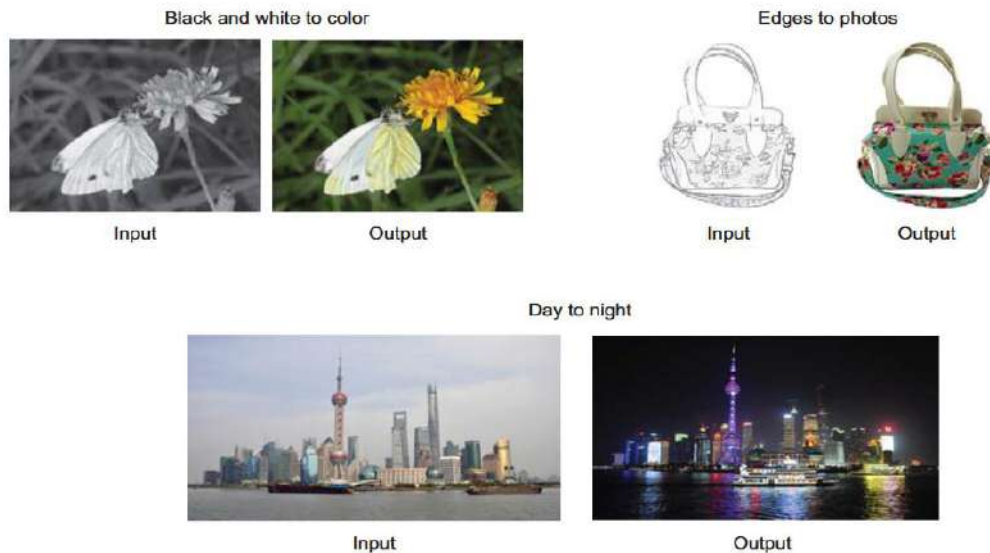 Black and white to color
Edges to photos
Input
Output
Input
Output
Day to night
Input
Output